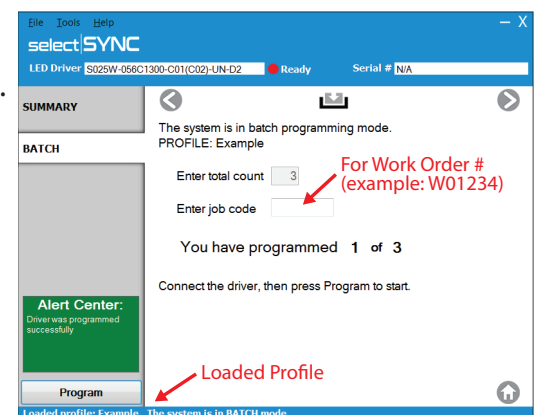 File Tools Help
– X
select|SYNC
LED Driver S025W-056C1300-C01(C02)-UN-D2 Ready Serial # N/A
SUMMARY
BATCH
The system is in batch programming mode.
PROFILE: Example
Enter total count 3
For Work Order #
(example: W01234)
Enter job code
You have programmed 1 of 3
Connect the driver, then press Program to start.
Alert Center:
Driver was programmed
successfully
Loaded Profile
Program
Loaded profile: Example The system is in BATCH mode